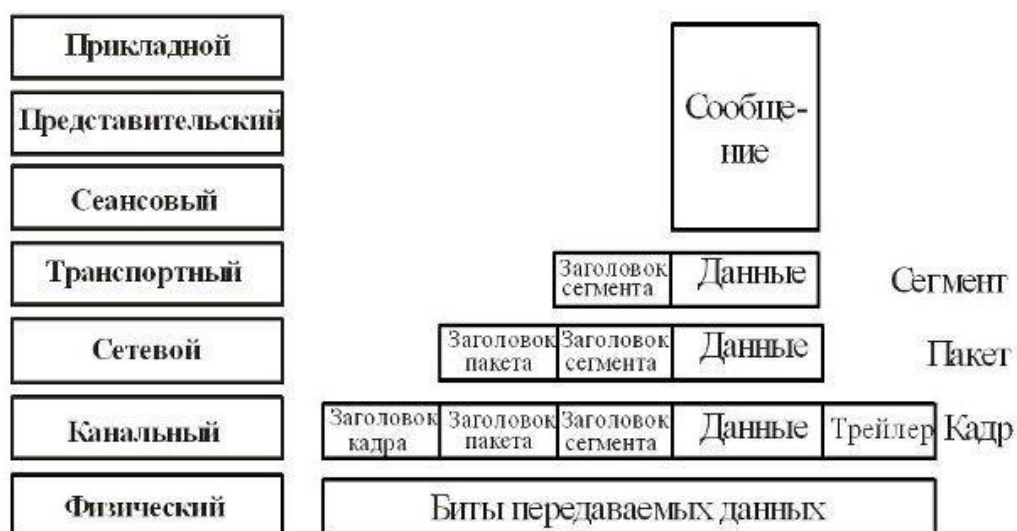 Прикладной
Представительский
Сеансовый
Сообще-
ние
Транспортный
Заголовок
сегмента
Данные
Сегмент
Сетевой
Заголовок
пакета
Заголовок
сегмента
Данные
Пакет
Канальный
Заголовок
кадра
Заголовок
пакета
Заголовок
сегмента
Данные
Трейлер
Кадр
Физический
Биты передаваемых данных